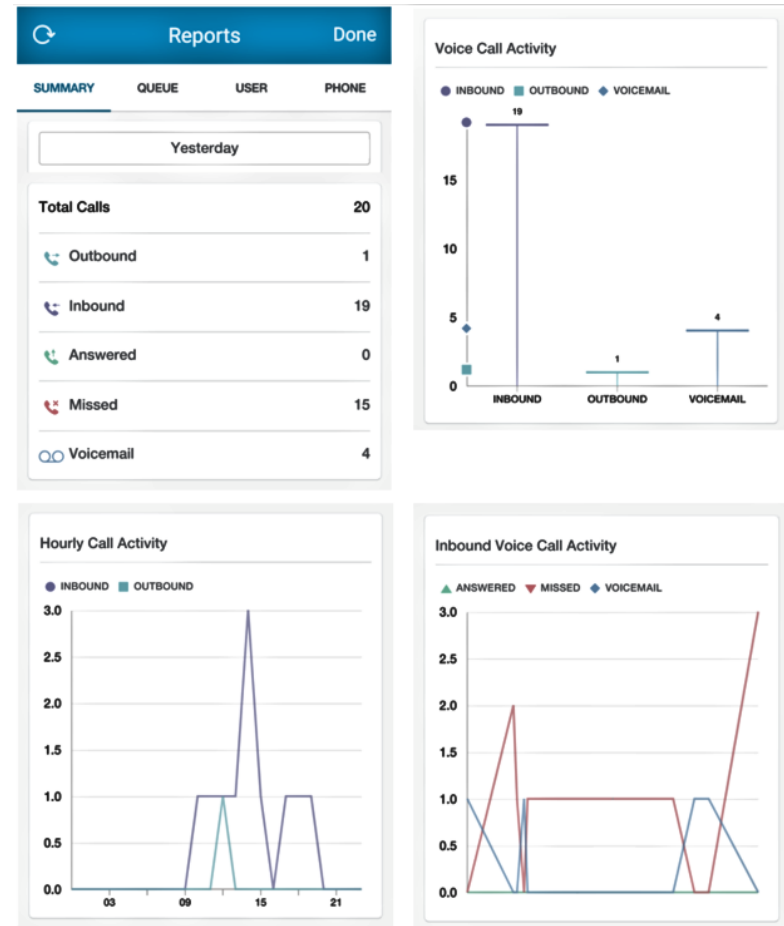 Reports
Done
SUMMARY QUEUE USER PHONE
Yesterday
Total Calls 20
Outbound 1
Inbound 19
Answered 0
Missed 15
Voicemail 4
Voice Call Activity
INBOUND OUTBOUND VOICEMAIL
19
15
10
5
4
1
0
INBOUND OUTBOUND VOICEMAIL
Hourly Call Activity
INBOUND OUTBOUND
3.0
2.5
2.0
1.5
1.0
0.5
0.0
03 09 15 21
Inbound Voice Call Activity
ANSWERED MISSED VOICEMAIL
3.0
2.5
2.0
1.5
1.0
0.5
0.0